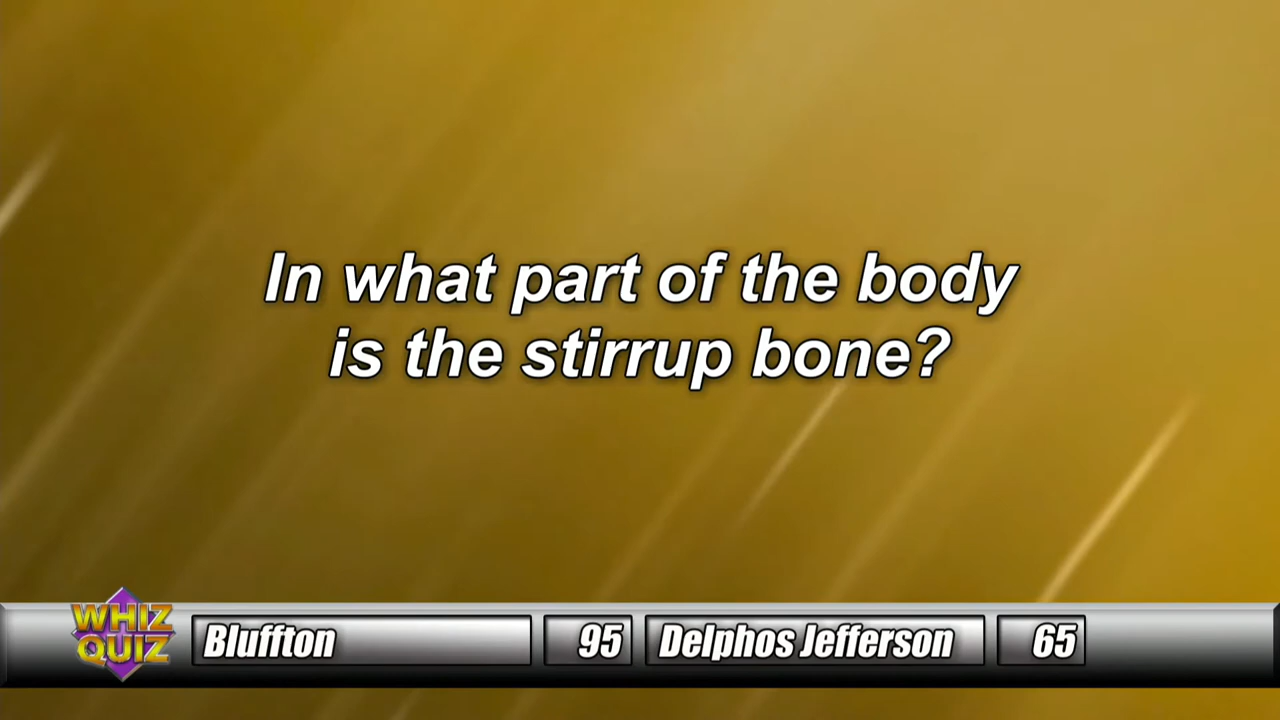 In what part of the body
is the stirrup bone?
WHIZ
QUIZ
Bluffton 95 Delphos Jefferson 65